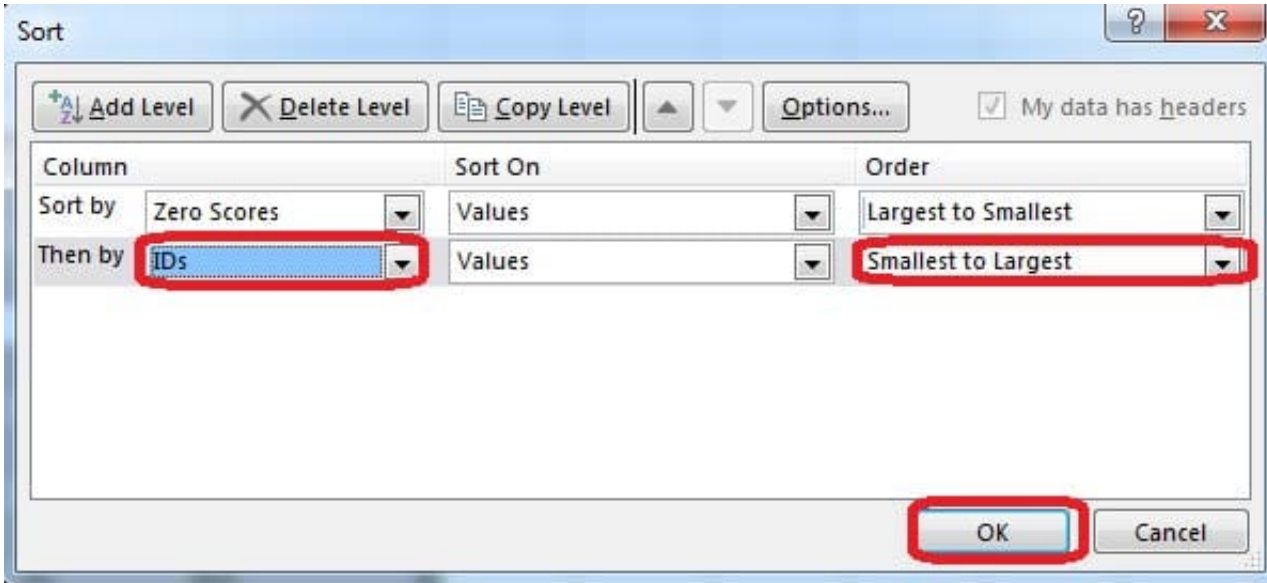 Sort
Add Level Delete Level Copy Level Options... My data has headers
Column Sort On Order
Sort by Zero Scores Values Largest to Smallest
Then by IDs Values Smallest to Largest
OK Cancel